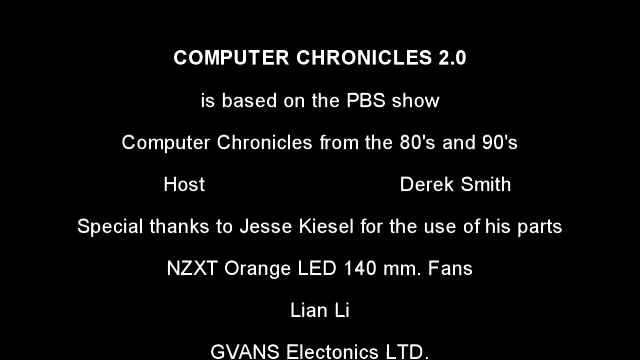 COMPUTER CHRONICLES 2.0
is based on the PBS show
Computer Chronicles from the 80's and 90's
Host Derek Smith
Special thanks to Jesse Kiesel for the use of his parts
NZXT Orange LED 140 mm. Fans
Lian Li
GVANS Electonics LTD.